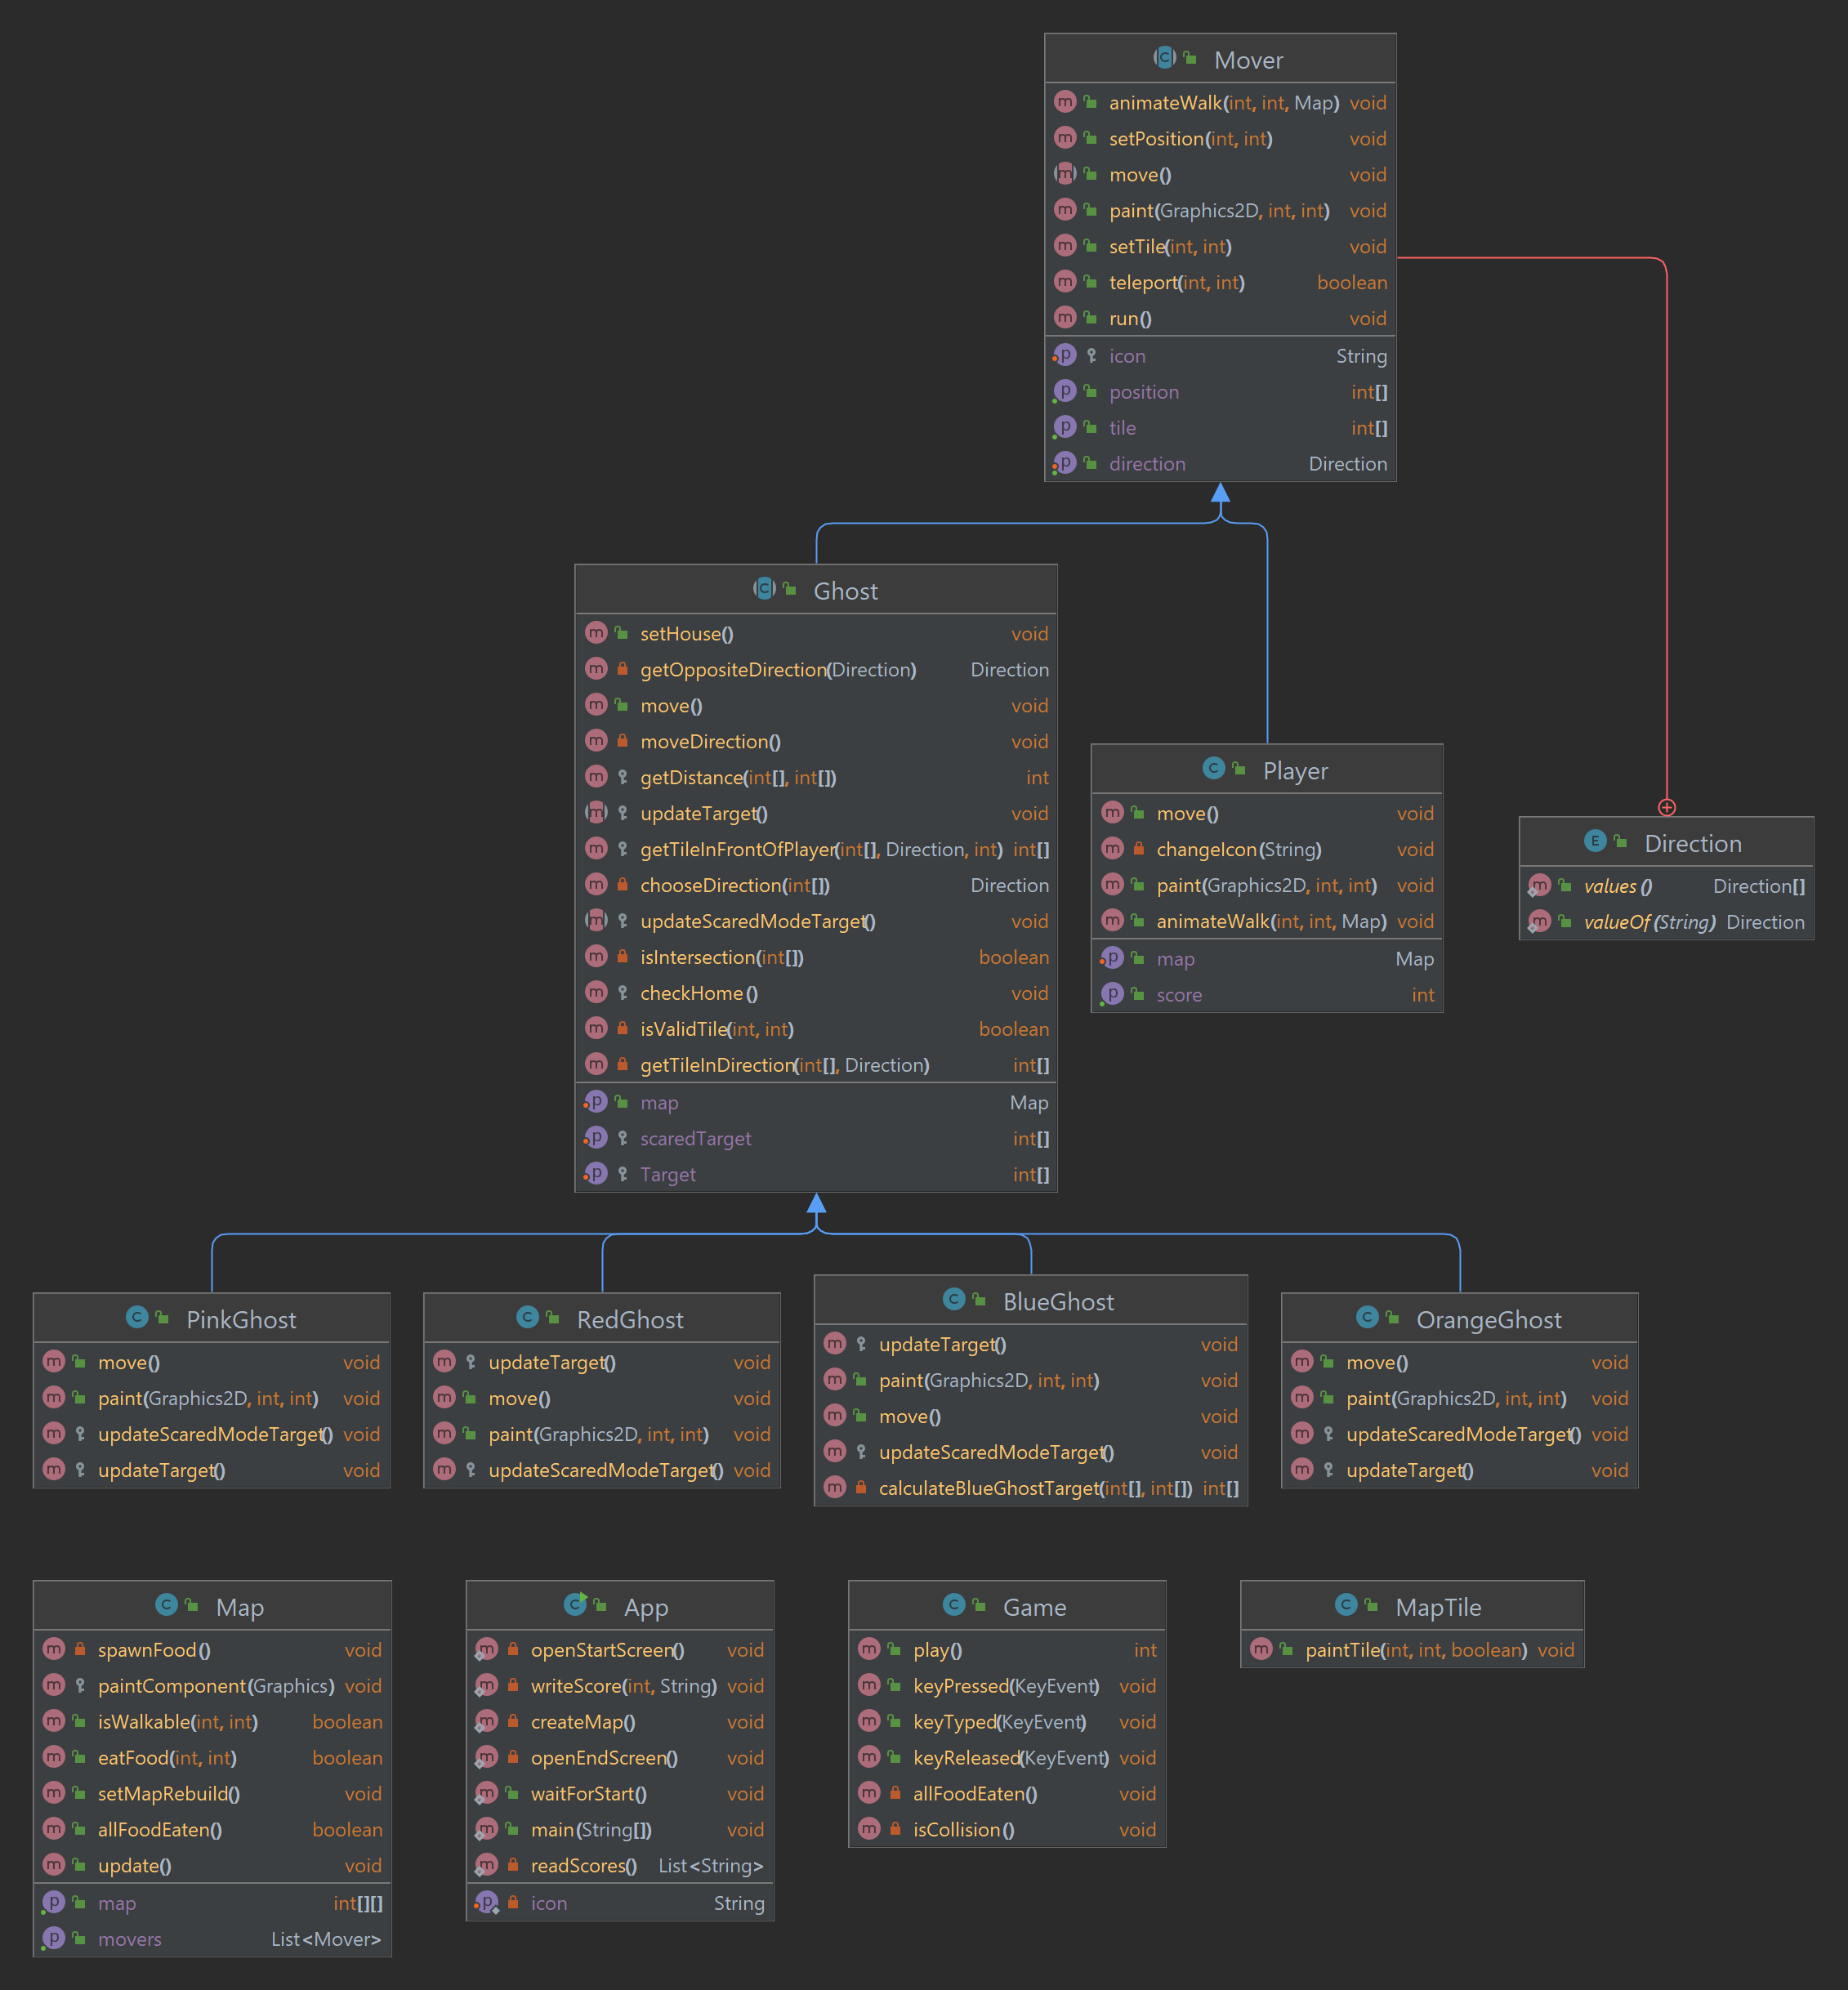 Mover
animateWalk(int, int, Map) void
setPosition(int, int) void
move() void
paint(Graphics2D, int, int) void
setTile(int, int) void
teleport(int, int) boolean
run() void
icon String
position int[]
tile int[]
direction Direction
Ghost
setHouse() void
getOppositeDirection(Direction) Direction
move() void
moveDirection() void
getDistance(int[], int[]) int
updateTarget() void
getTileInFrontOfPlayer(int[], Direction, int) int[]
chooseDirection(int[]) Direction
updateScaredModeTarget() void
isIntersection(int[]) boolean
checkHome() void
isValidTile(int, int) boolean
getTileInDirection(int[], Direction) int[]
map Map
scaredTarget int[]
Target int[]
Player
move() void
changeIcon(String) void
paint(Graphics2D, int, int) void
animateWalk(int, int, Map) void
map Map
score int
Direction
values() Direction[]
valueOf(String) Direction
PinkGhost
move() void
paint(Graphics2D, int, int) void
updateScaredModeTarget() void
updateTarget() void
RedGhost
updateTarget() void
move() void
paint(Graphics2D, int, int) void
updateScaredModeTarget() void
BlueGhost
updateTarget() void
paint(Graphics2D, int, int) void
move() void
updateScaredModeTarget() void
calculateBlueGhostTarget(int[], int[]) int[]
OrangeGhost
move() void
paint(Graphics2D, int, int) void
updateScaredModeTarget() void
updateTarget() void
Map
spawnFood() void
paintComponent(Graphics) void
isWalkable(int, int) boolean
eatFood(int, int) boolean
setMapRebuild() void
allFoodEaten() boolean
update() void
map int[][]
movers List<Mover>
App
openStartScreen() void
writeScore(int, String) void
createMap() void
openEndScreen() void
waitForStart() void
main(String[]) void
readScores() List<String>
icon String
Game
play() int
keyPressed(KeyEvent) void
keyTyped(KeyEvent) void
keyReleased(KeyEvent) void
allFoodEaten() void
isCollision() void
MapTile
paintTile(int, int, boolean) void